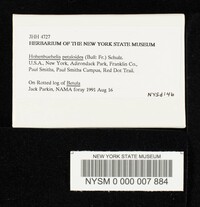 JHH 4727
HERBARIUM OF THE NEW YORK STATE MUSEUM
Hohenbuehelia petaloides (Bull: Fr.) Schulz.
U.S.A., New York, Adirondack Park, Franklin Co.,
Paul Smiths, Paul Smiths Campus, Red Dot Trail.
On Rotted log of Betula
Jack Parkin, NAMA foray 1991 Aug 16
NEW YORK STATE MUSEUM
NYSM 0 000 007 884